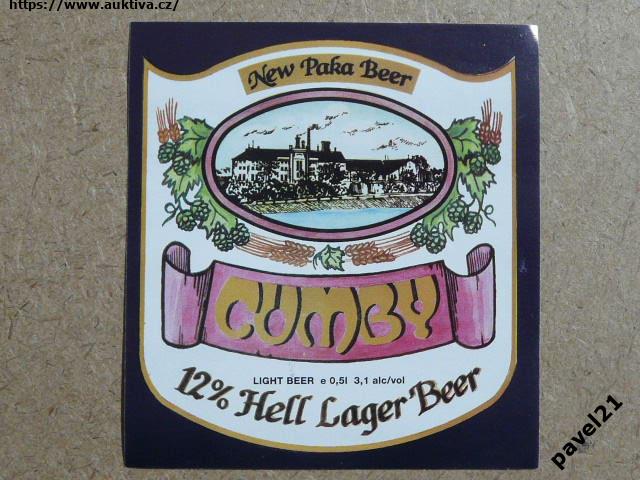 https://www.auktiva.cz/
New Paka Beer
CUMBY
LIGHT BEER e 0,5l 3,1 alc/vol
12% Hell Lager Beer
pavel21